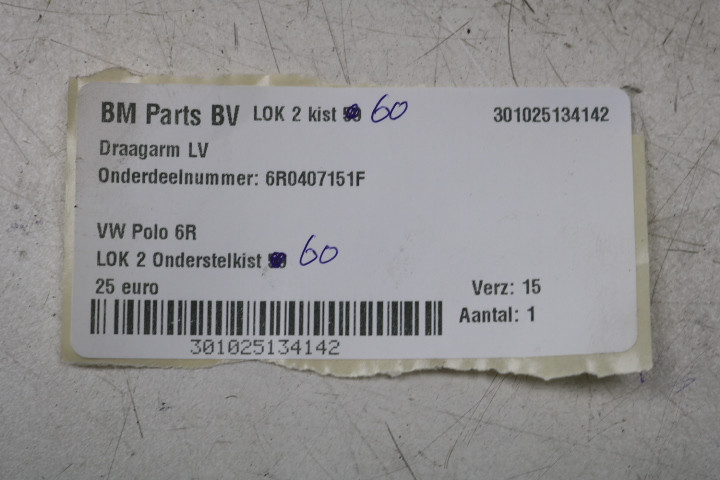 BM Parts BV LOK 2 kist 60 301025134142
Draagarm LV
Onderdeelnummer: 6R0407151F
VW Polo 6R
LOK 2 Onderstelkist 60
25 euro Verz: 15
Aantal: 1
301025134142